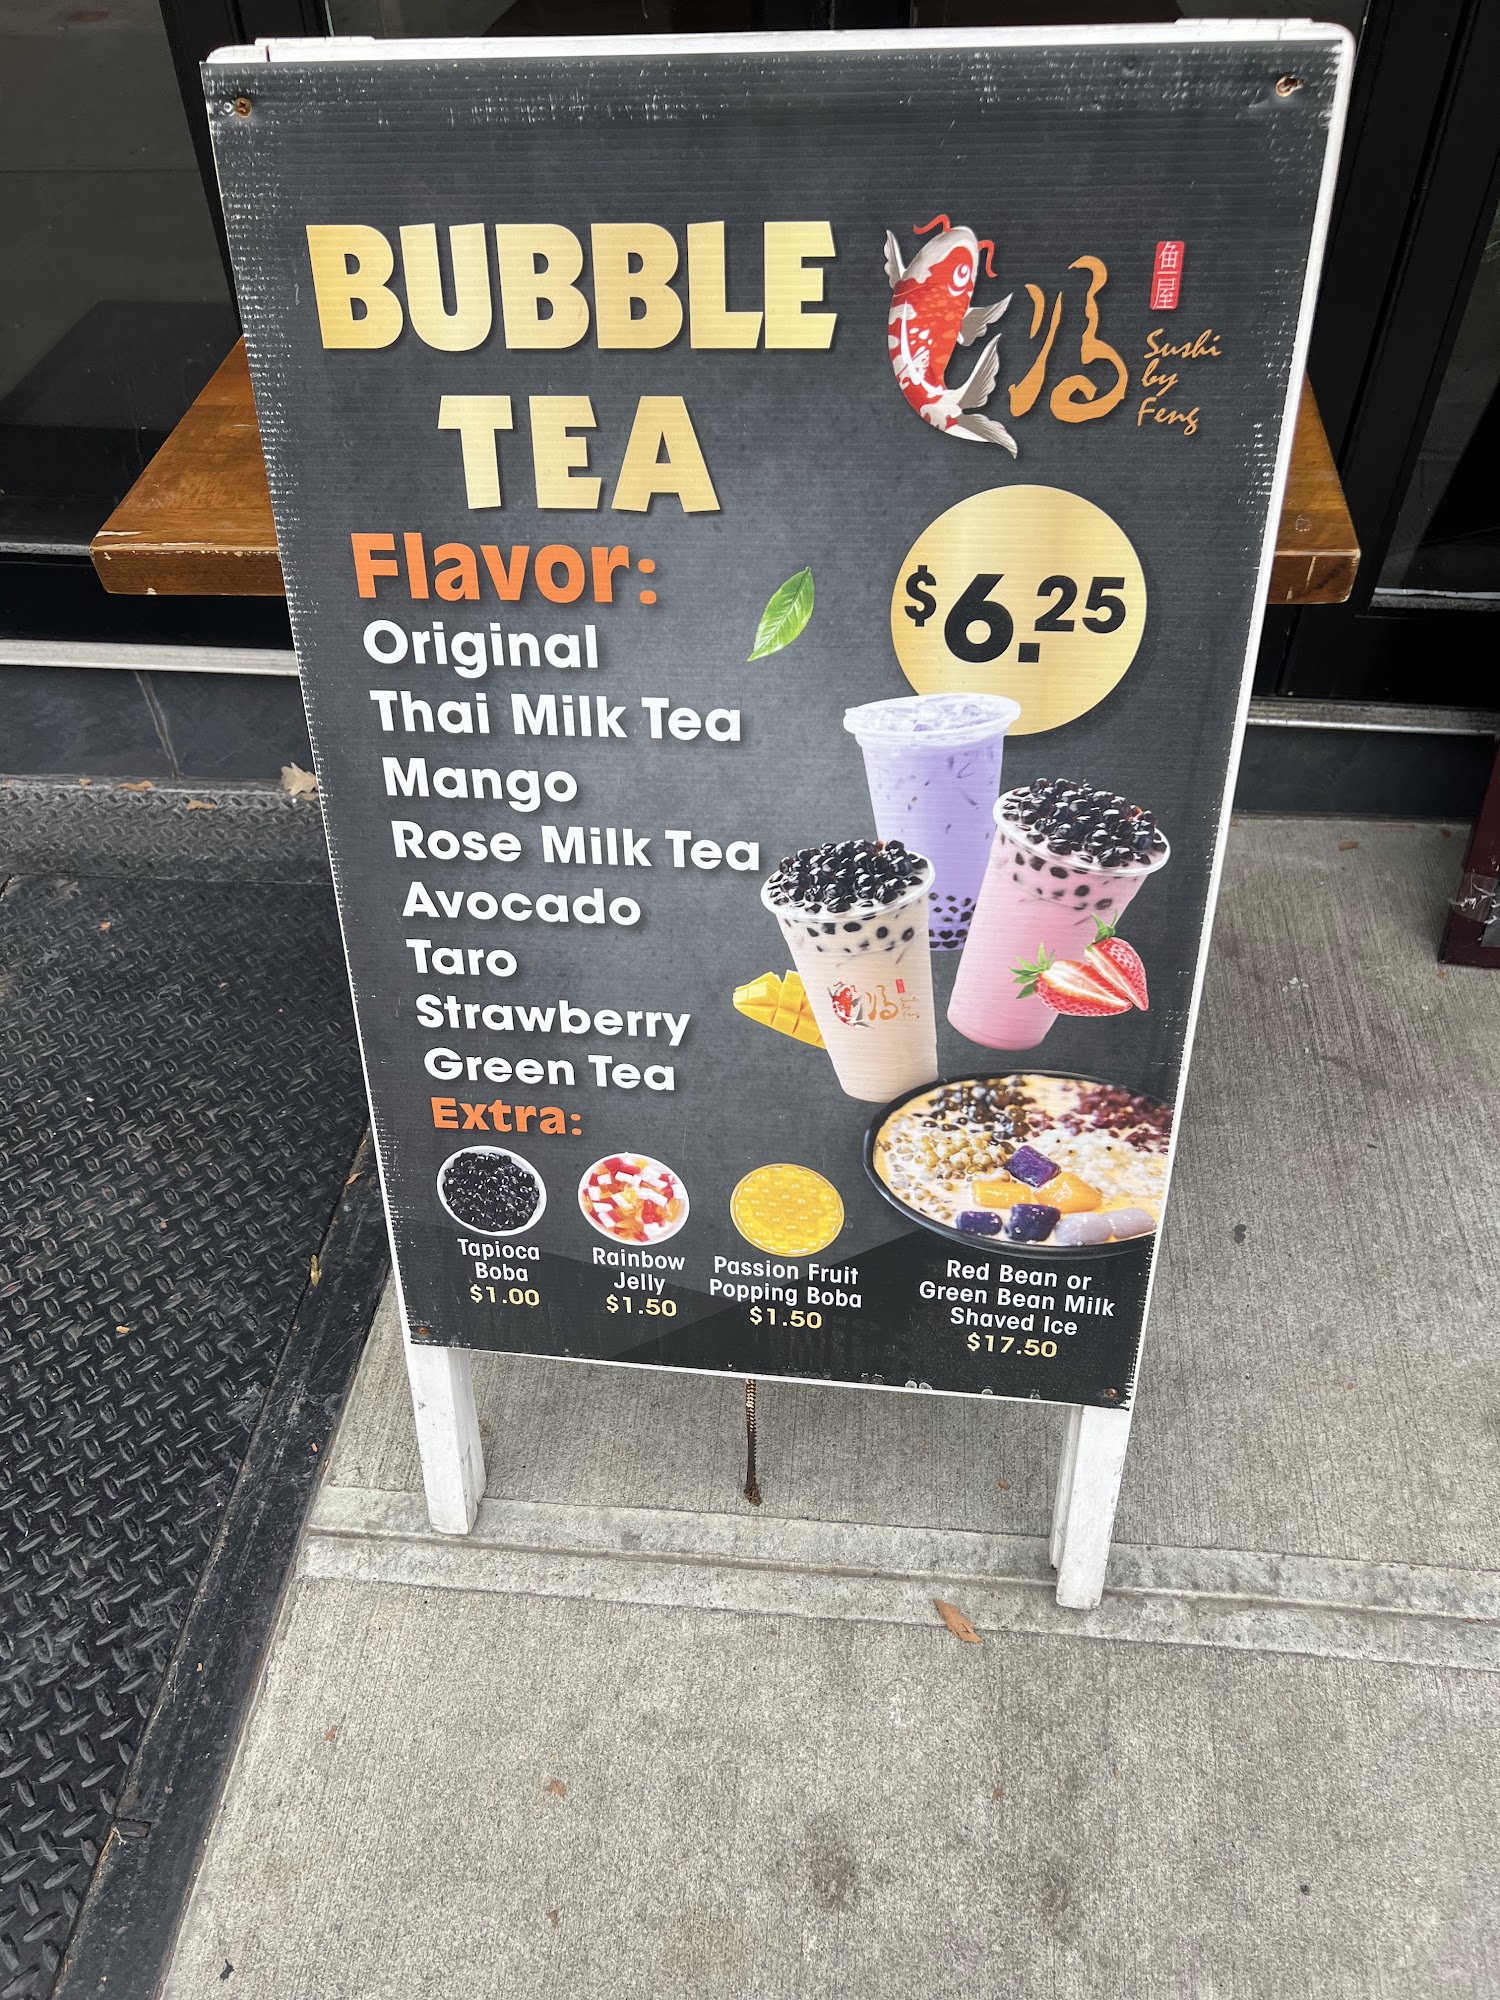 BUBBLE
TEA
鱼
屋
冯
Sushi
by
Feng
$6.25
Flavor:
Original
Thai Milk Tea
Mango
Rose Milk Tea
Avocado
Taro
Strawberry
Green Tea
Extra:
Tapioca
Boba
$1.00
Rainbow
Jelly
$1.50
Passion Fruit
Popping Boba
$1.50
Red Bean or
Green Bean Milk
Shaved Ice
$17.50